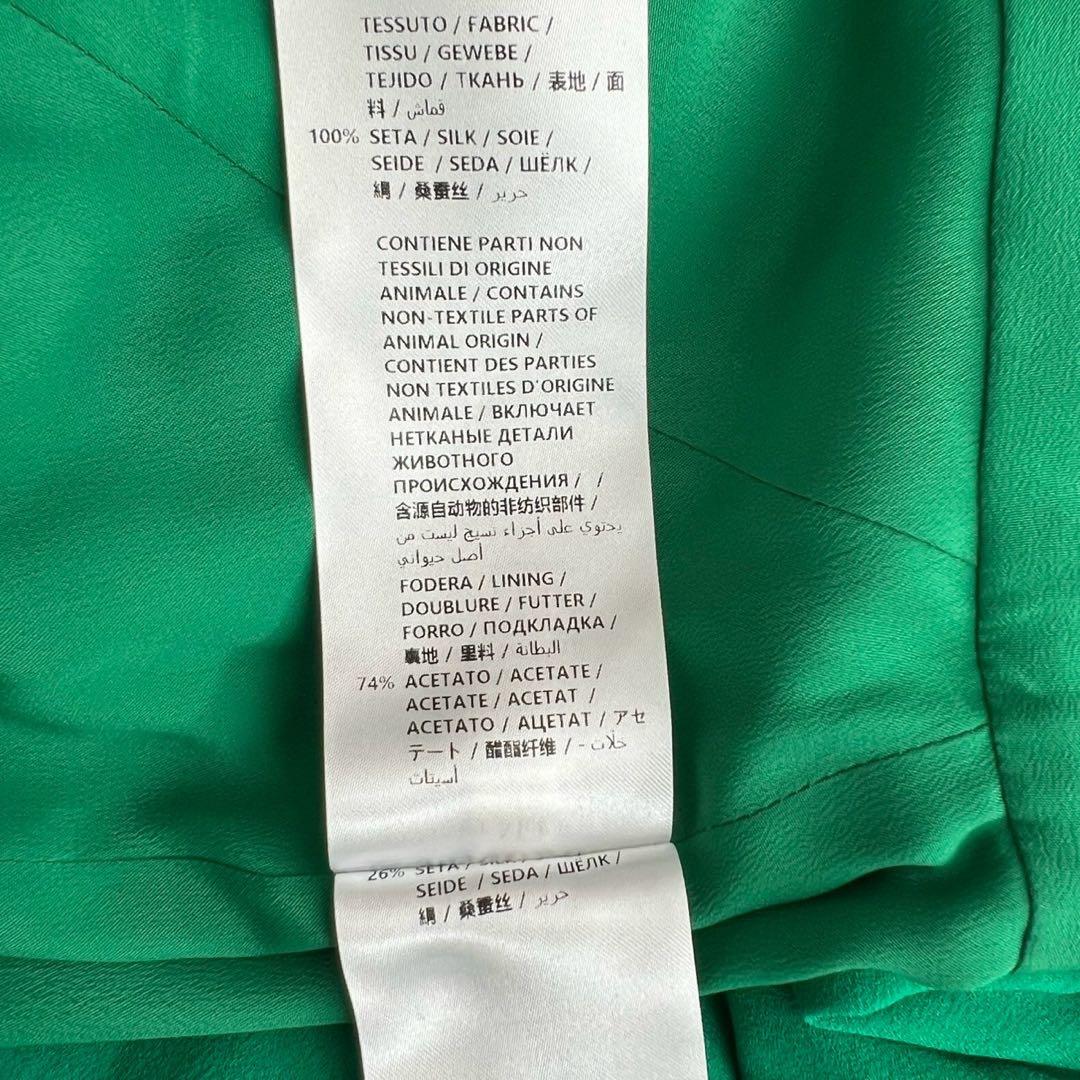 TESSUTO / FABRIC /
TISSU / GEWEBE /
TEJIDO / ТКАНЬ / 表地 / 面
料 / قماش
100% SETA / SILK / SOIE /
SEIDE / SEDA / ШЁЛК /
絹 / 桑蚕丝 / حرير
CONTIENE PARTI NON
TESSILI DI ORIGINE
ANIMALE / CONTAINS
NON-TEXTILE PARTS OF
ANIMAL ORIGIN /
CONTIENT DES PARTIES
NON TEXTILES D'ORIGINE
ANIMALE / ВКЛЮЧАЕТ
НЕТКАНЫЕ ДЕТАЛИ
ЖИВОТНОГО
ПРОИСХОЖДЕНИЯ / /
含源自动物的非纺织部件 /
يحتوي على أجزاء نسيج ليست من
أصل حيواني
FODERA / LINING /
DOUBLURE / FUTTER /
FORRO / ПОДКЛАДКА /
裏地 / 里料 / البطانة
74% ACETATO / ACETATE /
ACETATE / ACETAT /
ACETATO / АЦЕТАТ / アセ
テート / 醋酯纤维 / خلات -
أسيتات
26% SETA / SILK / ШЁЛК /
SEIDE / SEDA /
絹 / 桑蚕丝 / حرير